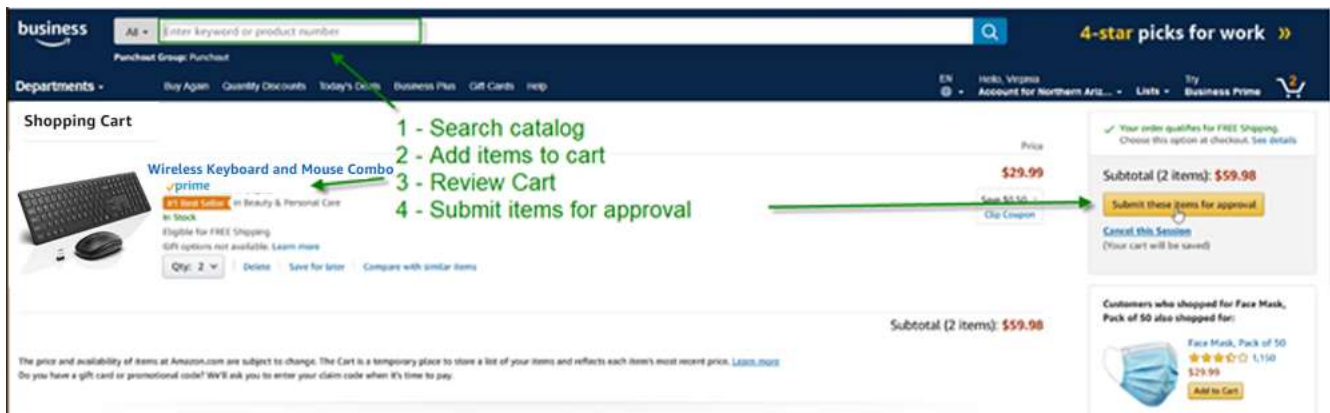 business
All
Enter keyword or product number
4-star picks for work »
Punchout Group: Punchout
Departments
Buy Again Quantity Discounts Today's Deals Business Plus Gift Cards Help
EN
Hello, Virginia
Account for Northern Ariz...
Lists
Try
Business Prime
2
Shopping Cart
1 - Search catalog
2 - Add items to cart
3 - Review Cart
4 - Submit items for approval
Price
Wireless Keyboard and Mouse Combo
prime
#1 Best Seller in Beauty & Personal Care
In Stock
Eligible for FREE Shipping
Gift options not available. Learn more
Qty: 2 Delete Save for later Compare with similar items
$29.99
Save $0.50
Clip Coupon
Subtotal (2 items): $59.98
The price and availability of items at Amazon.com are subject to change. The Cart is a temporary place to store a list of your items and reflects each item's most recent price. Learn more
Do you have a gift card or promotional code? We'll ask you to enter your claim code when it's time to pay.
Your order qualifies for FREE Shipping.
Choose this option at checkout. See details
Subtotal (2 items): $59.98
Submit these items for approval
Cancel this Session
(Your cart will be saved)
Customers who shopped for Face Mask,
Pack of 50 also shopped for:
Face Mask, Pack of 50
1,150
$29.99
Add to Cart